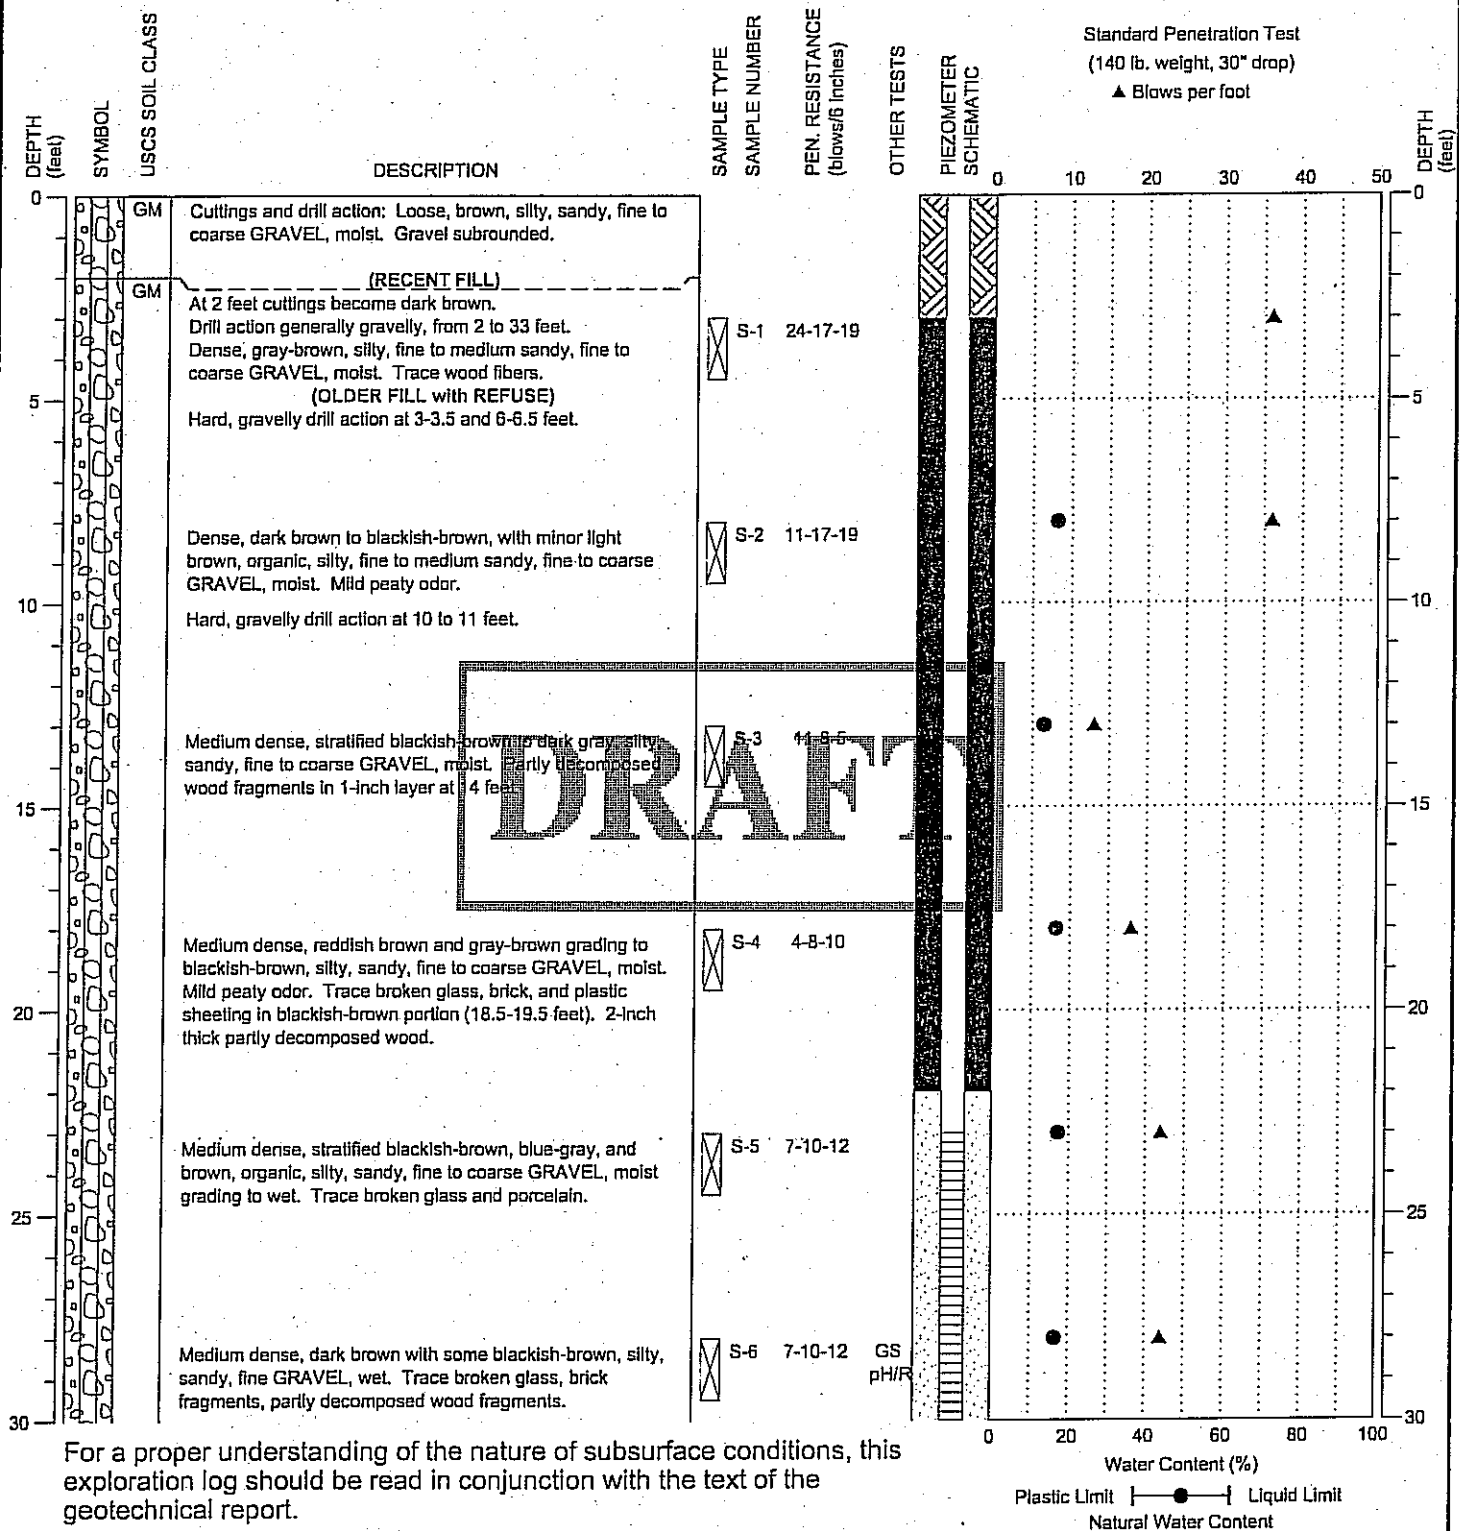 DEPTH (feet)
SYMBOL
USCS SOIL CLASS
DESCRIPTION
SAMPLE TYPE
SAMPLE NUMBER
PEN. RESISTANCE (blows/6 inches)
OTHER TESTS
PIEZOMETER SCHEMATIC
Standard Penetration Test
(140 lb. weight, 30" drop)
▲ Blows per foot
DEPTH (feet)
0 10 20 30 40 50
0
GM
Cuttings and drill action: Loose, brown, silty, sandy, fine to
coarse GRAVEL, moist. Gravel subrounded.
0
(RECENT FILL)
GM
At 2 feet cuttings become dark brown.
Drill action generally gravelly, from 2 to 33 feet.
S-1 24-17-19
Dense, gray-brown, silty, fine to medium sandy, fine to
coarse GRAVEL, moist. Trace wood fibers.
5
(OLDER FILL with REFUSE)
5
Hard, gravelly drill action at 3-3.5 and 6-6.5 feet.
Dense, dark brown to blackish-brown, with minor light
S-2 11-17-19
brown, organic, silty, fine to medium sandy, fine to coarse
GRAVEL, moist. Mild peaty odor.
10
Hard, gravelly drill action at 10 to 11 feet.
10
DRAFT
Medium dense, stratified blackish-brown to dark gray, silty,
S-3
sandy, fine to coarse GRAVEL, moist. Partly decomposed
wood fragments in 1-inch layer at 14 feet.
15
15
Medium dense, reddish brown and gray-brown grading to
S-4 4-8-10
blackish-brown, silty, sandy, fine to coarse GRAVEL, moist.
Mild peaty odor. Trace broken glass, brick, and plastic
20
sheeting in blackish-brown portion (18.5-19.5 feet). 2-inch
20
thick partly decomposed wood.
Medium dense, stratified blackish-brown, blue-gray, and
S-5 7-10-12
brown, organic, silty, sandy, fine to coarse GRAVEL, moist
grading to wet. Trace broken glass and porcelain.
25
25
Medium dense, dark brown with some blackish-brown, silty,
S-6 7-10-12 GS
sandy, fine GRAVEL, wet. Trace broken glass, brick
pH/R
fragments, partly decomposed wood fragments.
30
30
0 20 40 60 80 100
Water Content (%)
Plastic Limit Liquid Limit
Natural Water Content
For a proper understanding of the nature of subsurface conditions, this
exploration log should be read in conjunction with the text of the
geotechnical report.